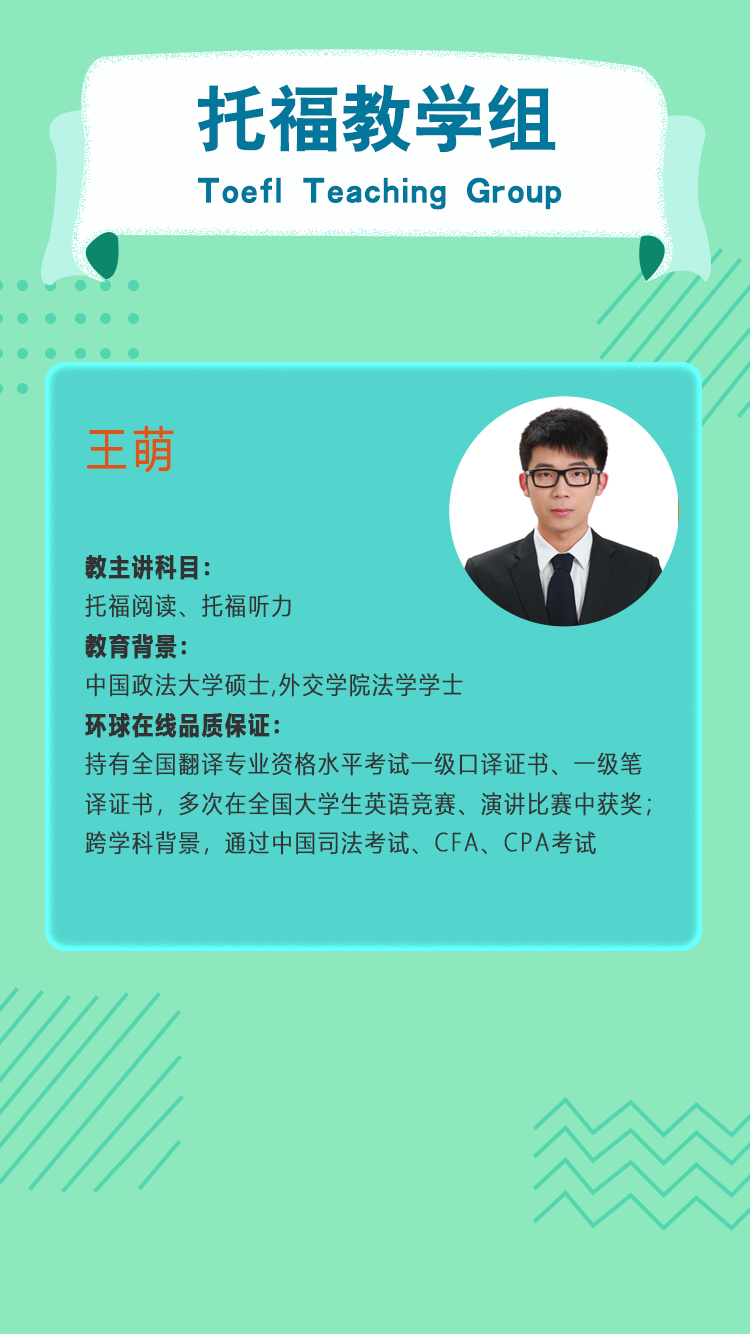 托福教学组
Toefl Teaching Group
王萌
教主讲科目：
托福阅读、托福听力
教育背景：
中国政法大学硕士,外交学院法学学士
环球在线品质保证：
持有全国翻译专业资格水平考试一级口译证书、一级笔
译证书，多次在全国大学生英语竞赛、演讲比赛中获奖；
跨学科背景，通过中国司法考试、CFA、CPA考试